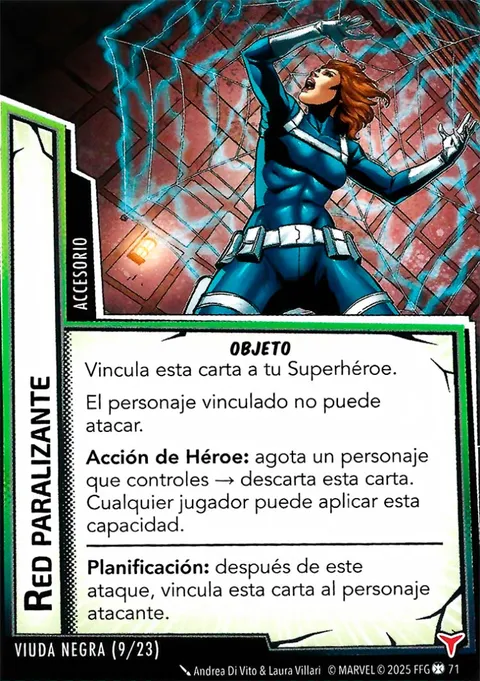 ACCESORIO
RED PARALIZANTE
OBJETO
Vincula esta carta a tu Superhéroe.
El personaje vinculado no puede
atacar.
Acción de Héroe: agota un personaje
que controles → descarta esta carta.
Cualquier jugador puede aplicar esta
capacidad.
Planificación: después de este
ataque, vincula esta carta al personaje
atacante.
VIUDA NEGRA (9/23)
Andrea Di Vito & Laura Villari © MARVEL © 2025 FFG 71